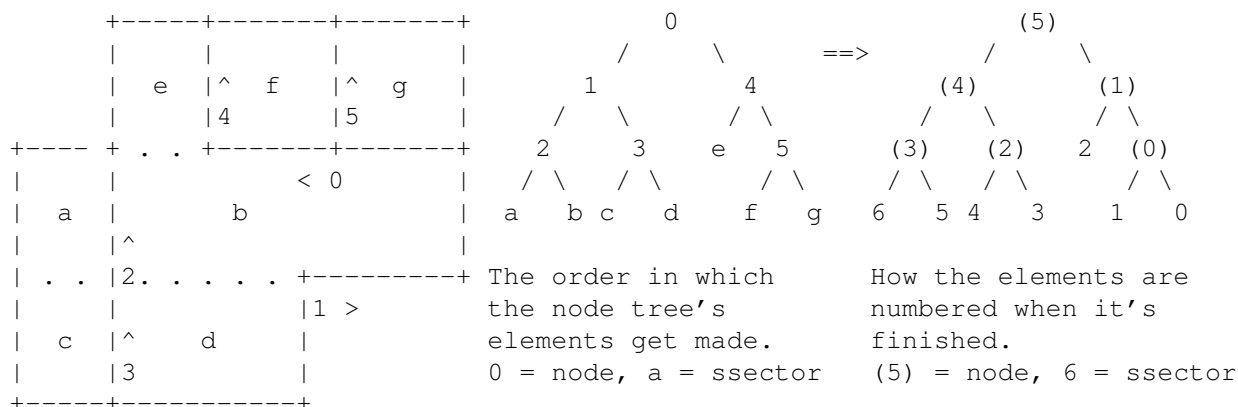 +-----+-------+-------+            0                      (5)
      |     |       |       |         /     \      ==>       /     \
      |  e  |^  f   |^  g   |       1         4          (4)         (1)
      |     |4      |5      |     /   \      / \        /   \        / \
+---- + . . +-------+-------+    2     3    e   5     (3)   (2)    2   (0)
|     |           < 0       |   / \   / \      / \    / \   / \        / \
|  a  |       b             |  a   b c   d    f   g  6   5 4   3      1   0
|     |^                    |
| . . |2. . . . . +---------+ The order in which      How the elements are
|     |           |1 >        the node tree's         numbered when it's
|  c  |^    d     |           elements get made.      finished.
|     |3          |           0 = node, a = ssector   (5) = node, 6 = ssector
+-----+-----------+